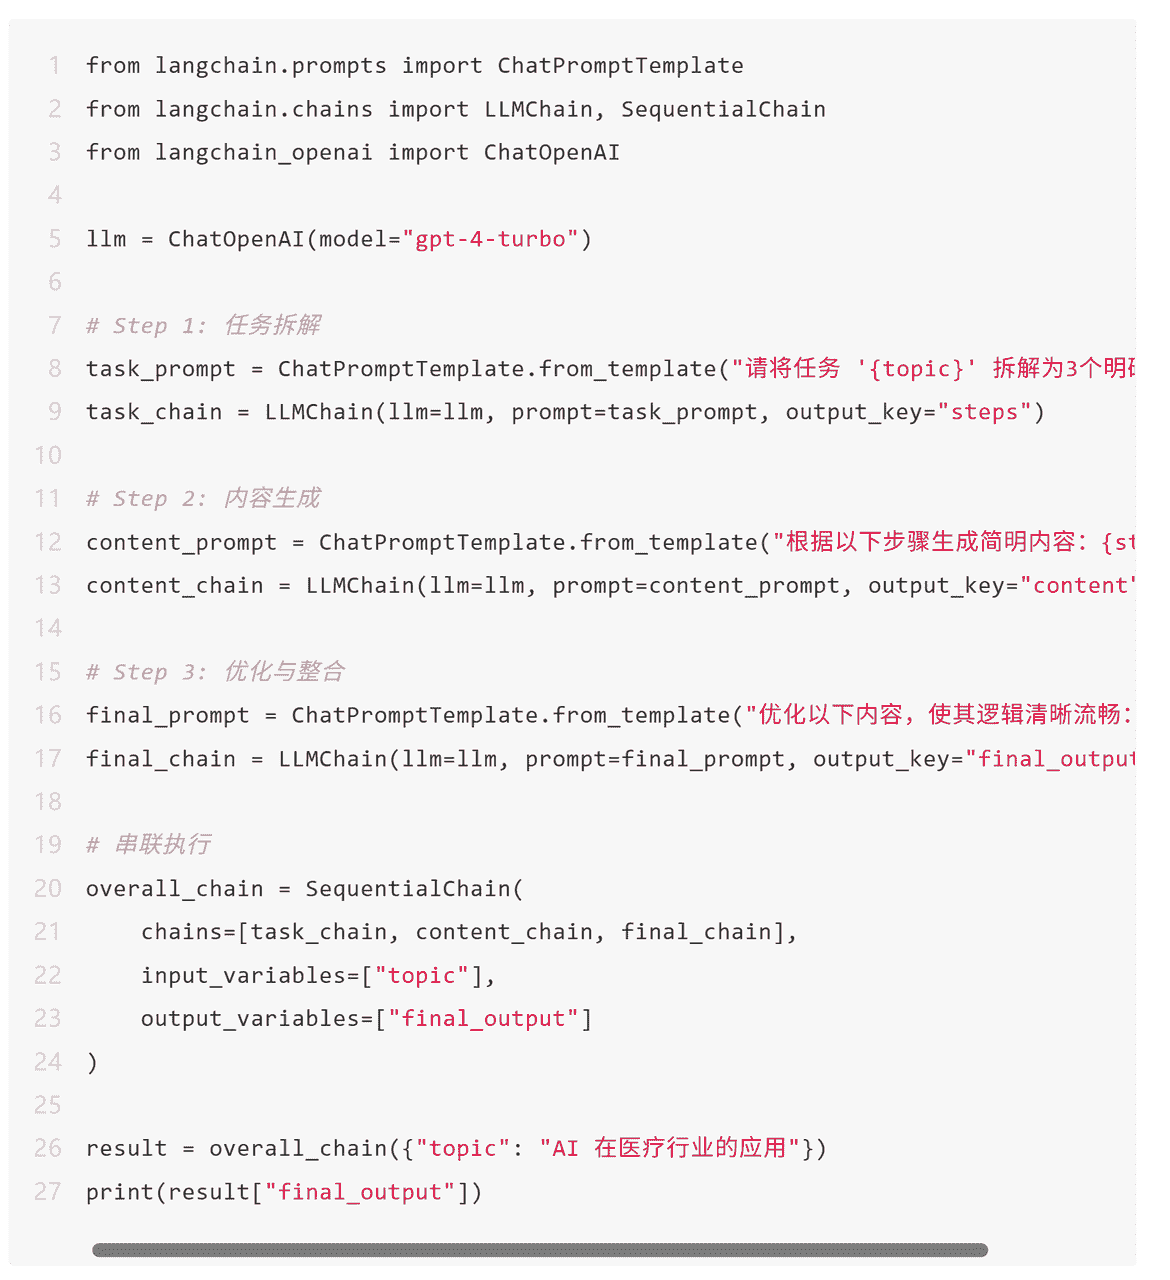 1 from langchain.prompts import ChatPromptTemplate
2 from langchain.chains import LLMChain, SequentialChain
3 from langchain_openai import ChatOpenAI
4
5 llm = ChatOpenAI(model="gpt-4-turbo")
6
7 # Step 1: 任务拆解
8 task_prompt = ChatPromptTemplate.from_template("请将任务 '{topic}' 拆解为3个明
9 task_chain = LLMChain(llm=llm, prompt=task_prompt, output_key="steps")
10
11 # Step 2: 内容生成
12 content_prompt = ChatPromptTemplate.from_template("根据以下步骤生成简明内容：{st
13 content_chain = LLMChain(llm=llm, prompt=content_prompt, output_key="content"
14
15 # Step 3: 优化与整合
16 final_prompt = ChatPromptTemplate.from_template("优化以下内容，使其逻辑清晰流畅：
17 final_chain = LLMChain(llm=llm, prompt=final_prompt, output_key="final_output
18
19 # 串联执行
20 overall_chain = SequentialChain(
21     chains=[task_chain, content_chain, final_chain],
22     input_variables=["topic"],
23     output_variables=["final_output"]
24 )
25
26 result = overall_chain({"topic": "AI 在医疗行业的应用"})
27 print(result["final_output"])